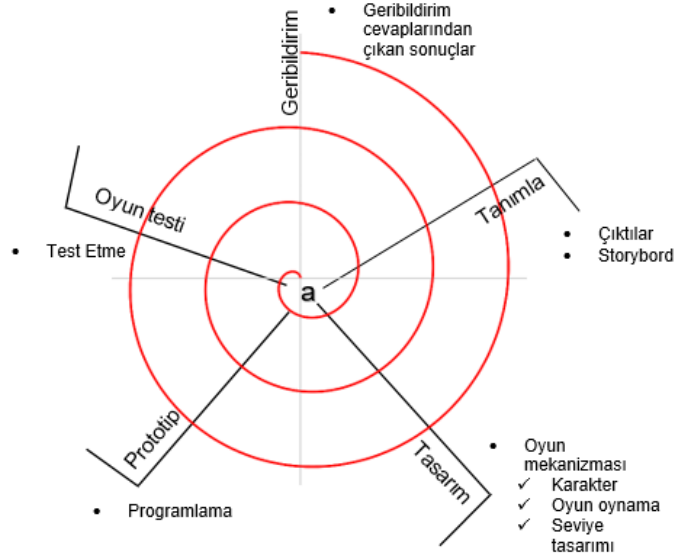 Geribildirim
• Geribildirim
cevaplarından
çıkan sonuçlar
Tanımla
• Çıktılar
• Storybord
Oyun testi
• Test Etme
a
Prototip
• Programlama
Tasarım
• Oyun
mekanizması
✓ Karakter
✓ Oyun oynama
✓ Seviye
tasarımı